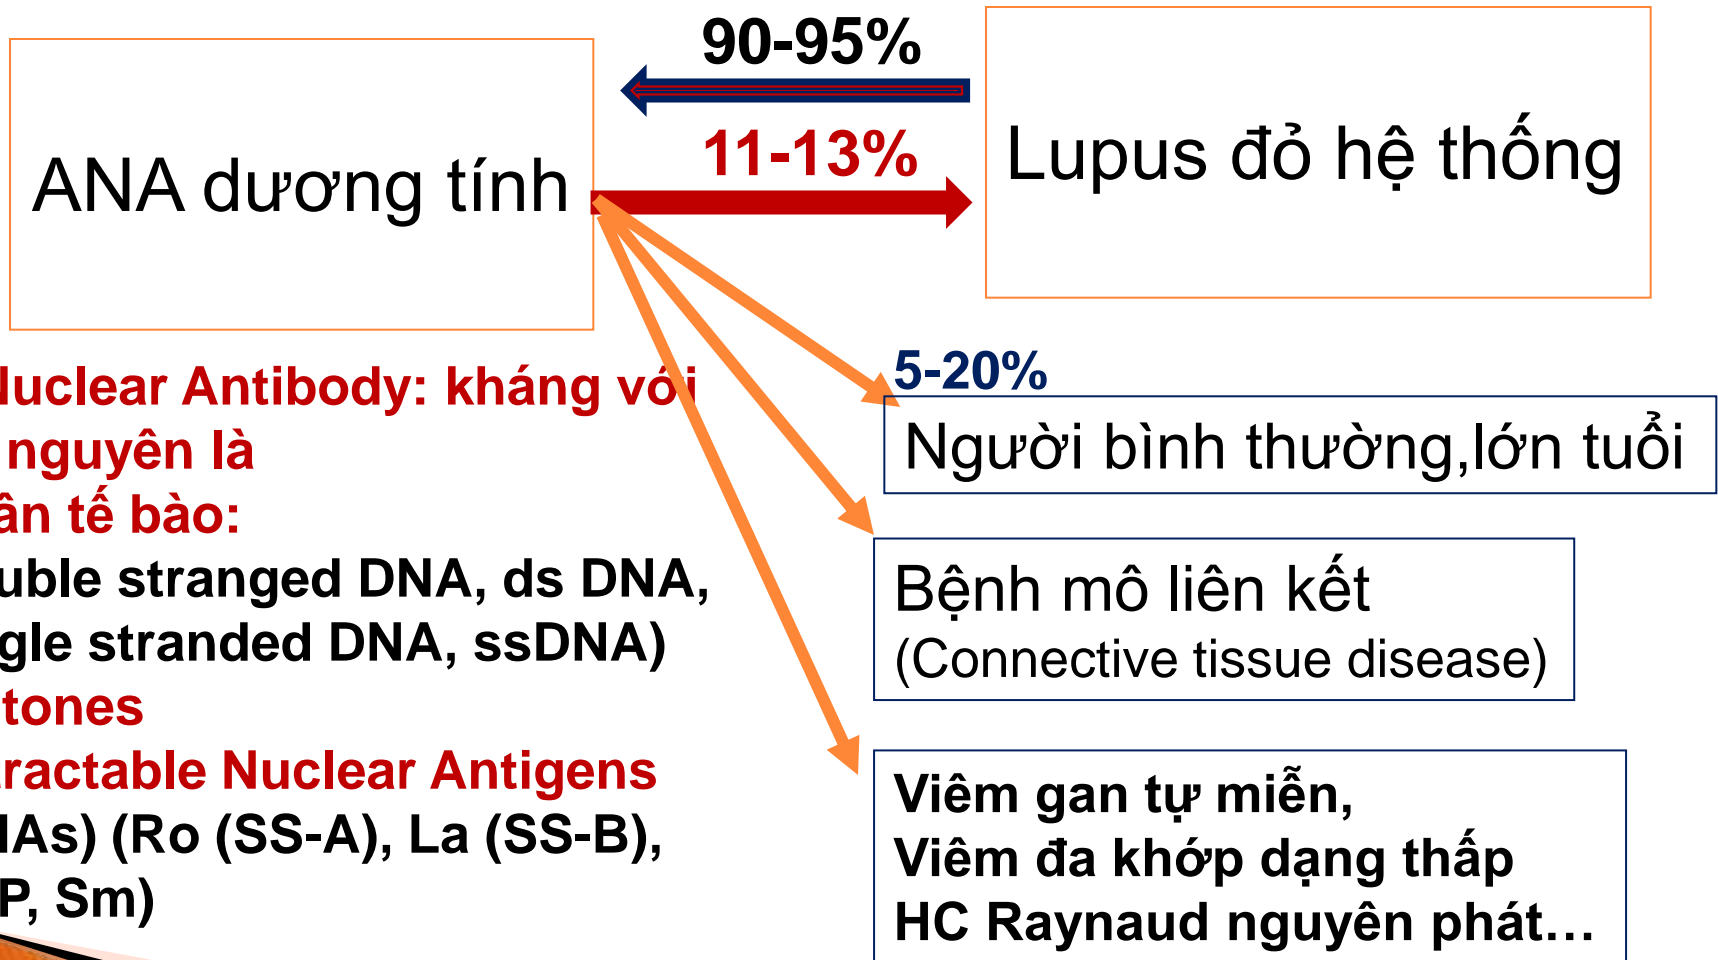 90-95%
ANA dương tính
11-13%
Lupus đỏ hệ thống
Nuclear Antibody: kháng với
nguyên là
ân tế bào:
uble stranged DNA, ds DNA,
gle stranded DNA, ssDNA)
tones
ractable Nuclear Antigens
As) (Ro (SS-A), La (SS-B),
P, Sm)
5-20%
Người bình thường,lớn tuổi
Bệnh mô liên kết
(Connective tissue disease)
Viêm gan tự miễn,
Viêm đa khớp dạng thấp
HC Raynaud nguyên phát…